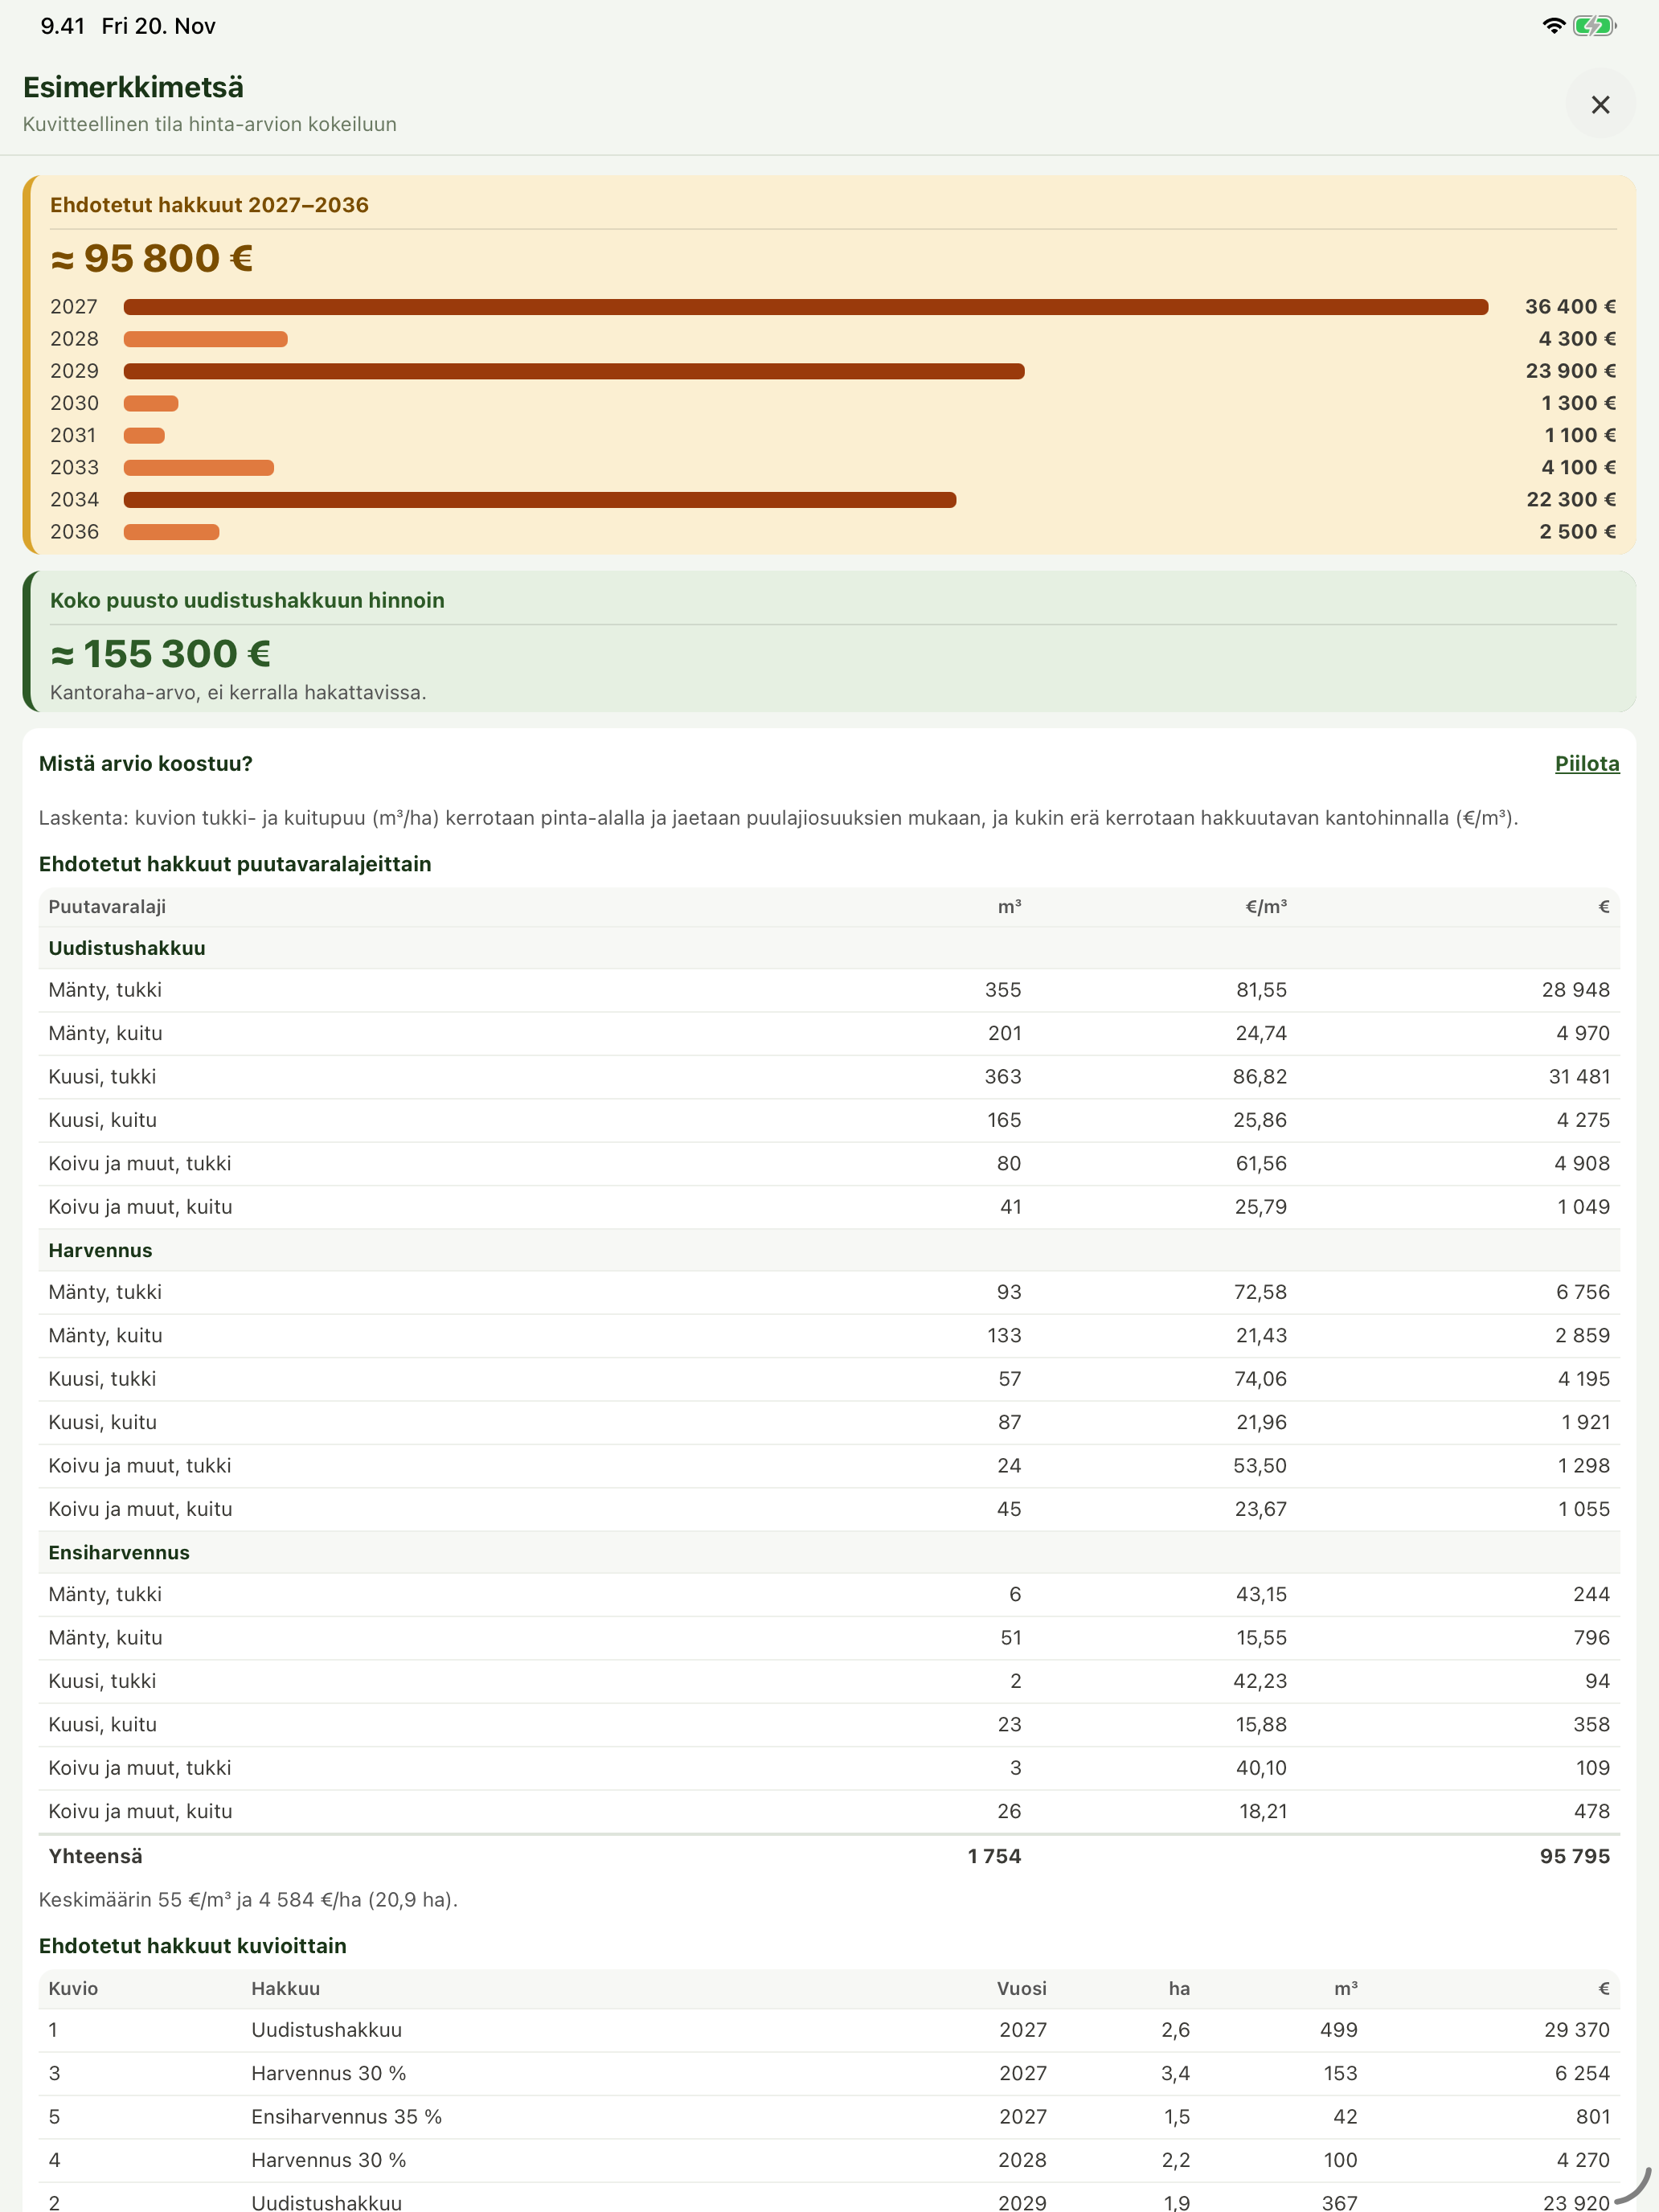 9.41 Fri 20. Nov
Esimerkkimetsä
Kuvitteellinen tila hinta-arvion kokeiluun
Ehdotetut hakkuut 2027–2036
≈ 95 800 €
2027 36 400 €
2028 4 300 €
2029 23 900 €
2030 1 300 €
2031 1 100 €
2033 4 100 €
2034 22 300 €
2036 2 500 €
Koko puusto uudistushakkuun hinnoin
≈ 155 300 €
Kantoraha-arvo, ei kerralla hakattavissa.
Mistä arvio koostuu? Piilota
Laskenta: kuvion tukki- ja kuitupuu (m³/ha) kerrotaan pinta-alalla ja jaetaan puulajiosuuksien mukaan, ja kukin erä kerrotaan hakkuutavan kantohinnalla (€/m³).
Ehdotetut hakkuut puutavaralajeittain
Puutavaralaji m³ €/m³ €
Uudistushakkuu
Mänty, tukki 355 81,55 28 948
Mänty, kuitu 201 24,74 4 970
Kuusi, tukki 363 86,82 31 481
Kuusi, kuitu 165 25,86 4 275
Koivu ja muut, tukki 80 61,56 4 908
Koivu ja muut, kuitu 41 25,79 1 049
Harvennus
Mänty, tukki 93 72,58 6 756
Mänty, kuitu 133 21,43 2 859
Kuusi, tukki 57 74,06 4 195
Kuusi, kuitu 87 21,96 1 921
Koivu ja muut, tukki 24 53,50 1 298
Koivu ja muut, kuitu 45 23,67 1 055
Ensiharvennus
Mänty, tukki 6 43,15 244
Mänty, kuitu 51 15,55 796
Kuusi, tukki 2 42,23 94
Kuusi, kuitu 23 15,88 358
Koivu ja muut, tukki 3 40,10 109
Koivu ja muut, kuitu 26 18,21 478
Yhteensä 1 754 95 795
Keskimäärin 55 €/m³ ja 4 584 €/ha (20,9 ha).
Ehdotetut hakkuut kuvioittain
Kuvio Hakkuu Vuosi ha m³ €
1 Uudistushakkuu 2027 2,6 499 29 370
3 Harvennus 30 % 2027 3,4 153 6 254
5 Ensiharvennus 35 % 2027 1,5 42 801
4 Harvennus 30 % 2028 2,2 100 4 270
2 Uudistushakkuu 2029 1,9 367 23 920